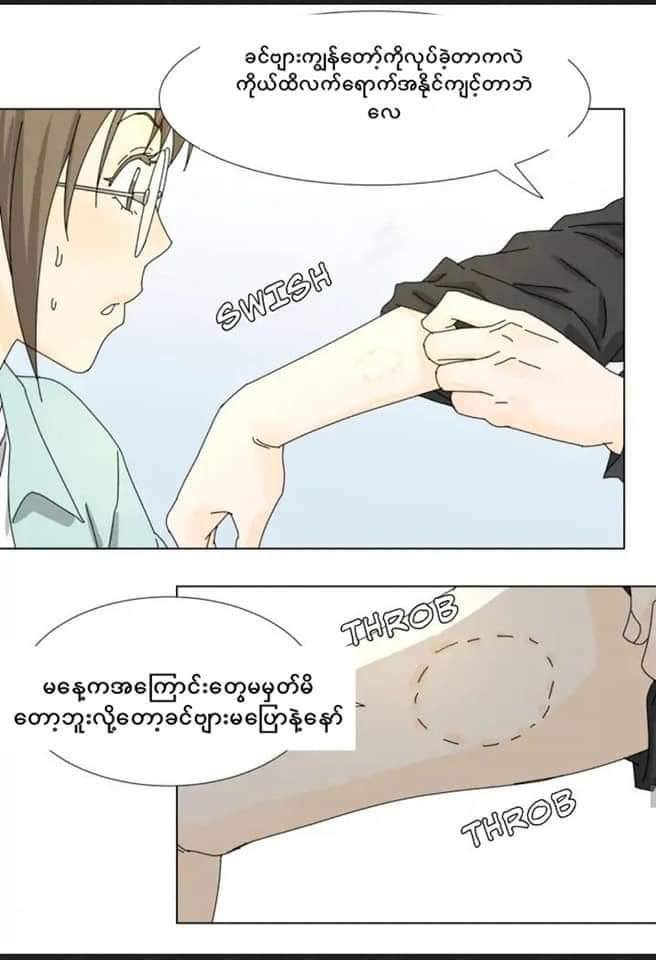 ခင်ဗျားကျွန်တော့်ကိုလုပ်ခဲ့တာကလဲ
ကိုယ်ထိလက်ရောက်အနိုင်ကျင့်တာဘဲ
လေ
SWISH
THROB
မနေ့ကအကြောင်းတွေမမှတ်မိ
တော့ဘူးလို့တော့ခင်ဗျားမပြောနဲ့နော်
THROB